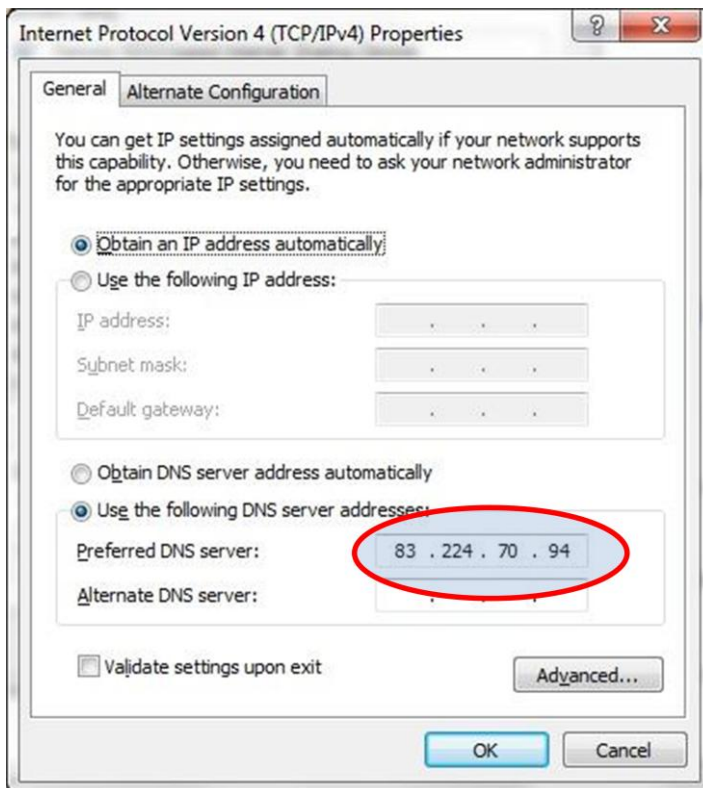 Internet Protocol Version 4 (TCP/IPv4) Properties
General
Alternate Configuration
You can get IP settings assigned automatically if your network supports
this capability. Otherwise, you need to ask your network administrator
for the appropriate IP settings.
Obtain an IP address automatically
Use the following IP address:
IP address: . . .
Subnet mask: . . .
Default gateway: . . .
Obtain DNS server address automatically
Use the following DNS server addresses:
Preferred DNS server: 83 . 224 . 70 . 94
Alternate DNS server: . . .
Validate settings upon exit
Advanced...
OK
Cancel